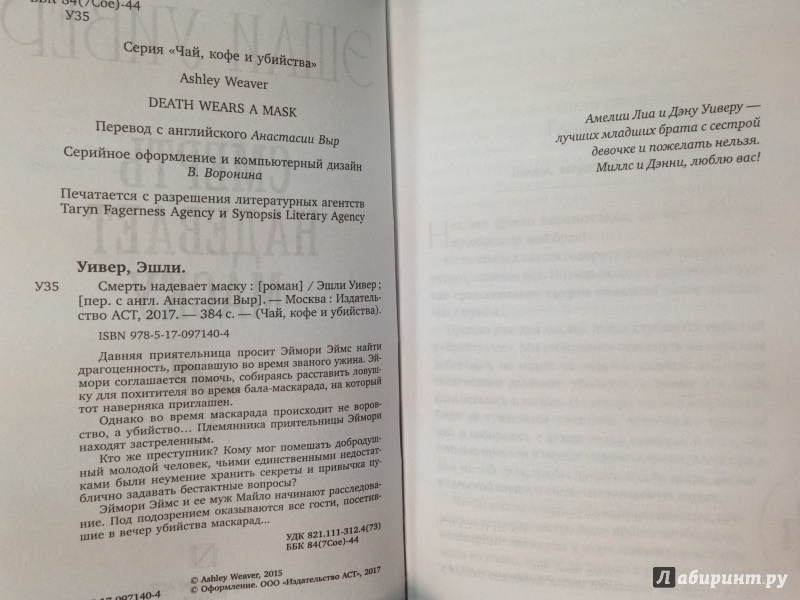 ББК 84(7Сое)-44
У35
Серия «Чай, кофе и убийства»
Ashley Weaver
DEATH WEARS A MASK
Перевод с английского Анастасии Выр
Серийное оформление и компьютерный дизайн
В. Воронина
Печатается с разрешения литературных агентств
Taryn Fagerness Agency и Synopsis Literary Agency
Уивер, Эшли.
У35 Смерть надевает маску : [роман] / Эшли Уивер ;
[пер. с англ. Анастасии Выр]. — Москва : Издатель-
ство АСТ, 2017. — 384 с. — (Чай, кофе и убийства).
ISBN 978-5-17-097140-4
Давняя приятельница просит Эймори Эймс найти
драгоценность, пропавшую во время званого ужина. Эй-
мори соглашается помочь, собираясь расставить ловуш-
ку для похитителя во время бала-маскарада, на который
тот наверняка приглашен.
Однако во время маскарада происходит не воров-
ство, а убийство... Племянника приятельницы Эймори
находят застреленным.
Кто же преступник? Кому мог помешать добродуш-
ный молодой человек, чьими единственными недостат-
ками были неумение хранить секреты и привычка пу-
блично задавать бестактные вопросы?
Эймори Эймс и ее муж Майло начинают расследова-
ние. Под подозрением оказываются все гости, посетив-
шие в вечер убийства маскарад...
УДК 821.111-312.4(73)
ББК 84(7Сое)-44
© Ashley Weaver, 2015
© Оформление. ООО «Издательство АСТ», 2017
17-097140-4
Амелии Лиа и Дэну Уиверу —
лучших младших брата с сестрой
девочке и пожелать нельзя.
Миллс и Дэнни, люблю вас!
Лабиринт.ру